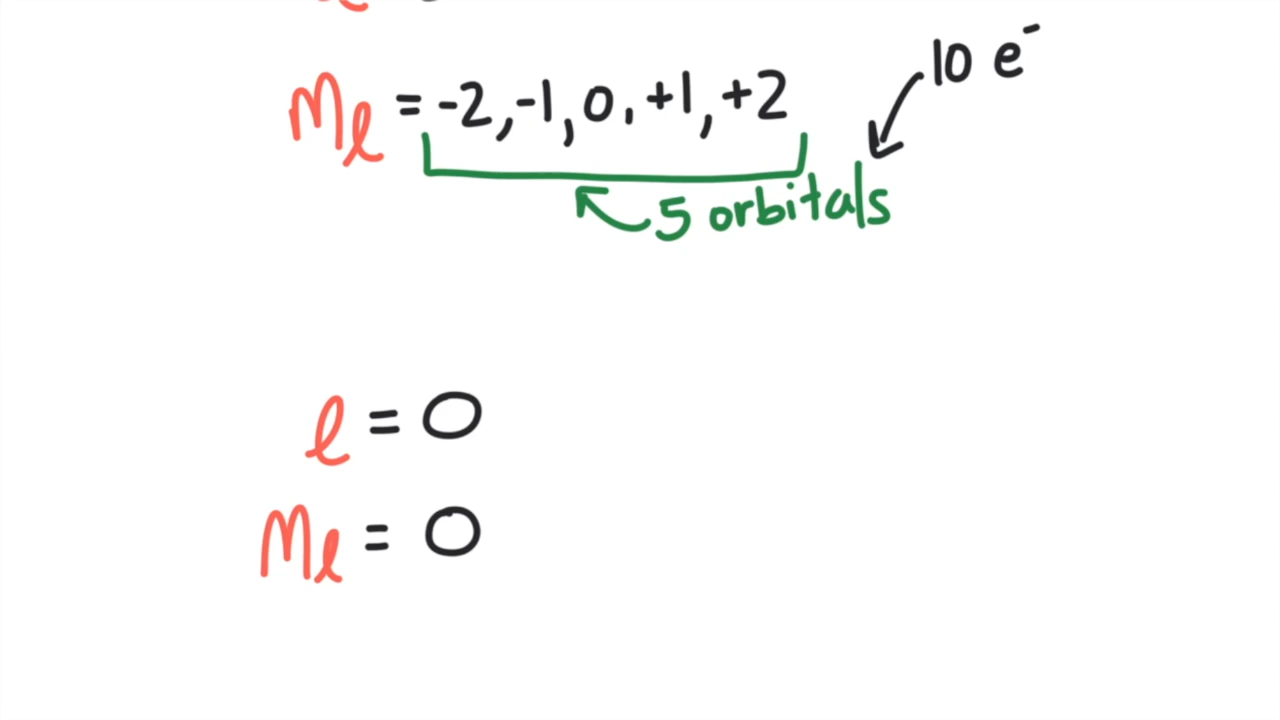 10 e⁻
mℓ = -2, -1, 0, +1, +2
5 orbitals
ℓ = 0
mℓ = 0